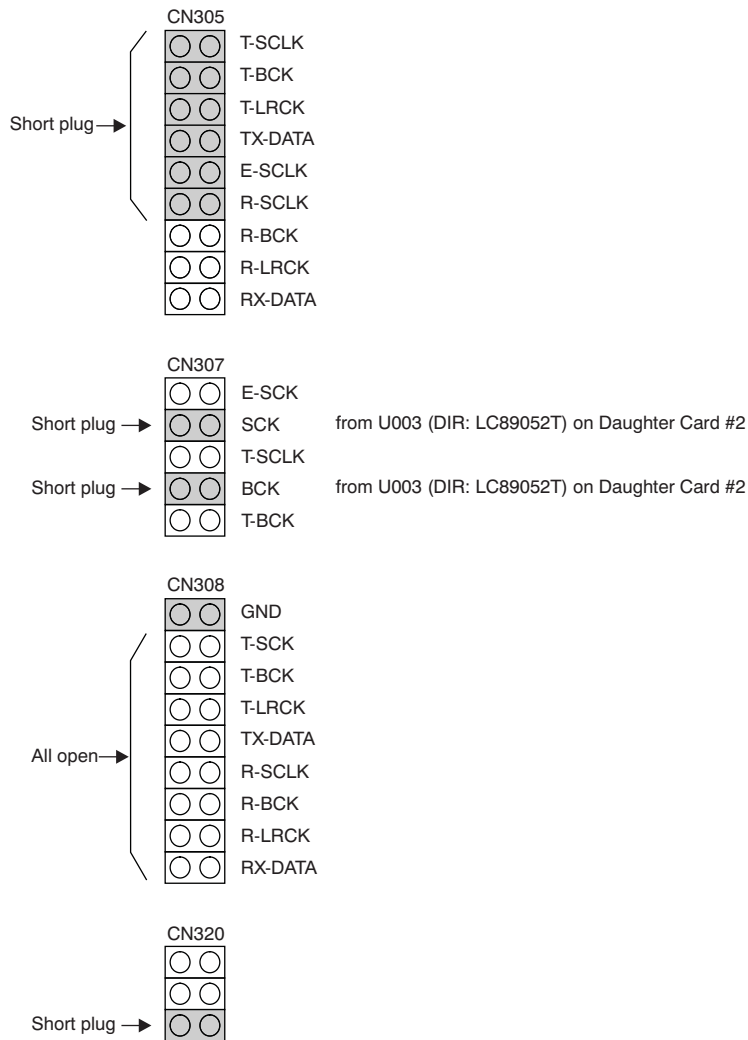 CN305
T-SCLK
T-BCK
T-LRCK
Short plug
TX-DATA
E-SCLK
R-SCLK
R-BCK
R-LRCK
RX-DATA
CN307
E-SCK
Short plug SCK from U003 (DIR: LC89052T) on Daughter Card #2
T-SCLK
Short plug BCK from U003 (DIR: LC89052T) on Daughter Card #2
T-BCK
CN308
GND
T-SCK
T-BCK
T-LRCK
TX-DATA
All open
R-SCLK
R-BCK
R-LRCK
RX-DATA
CN320
Short plug